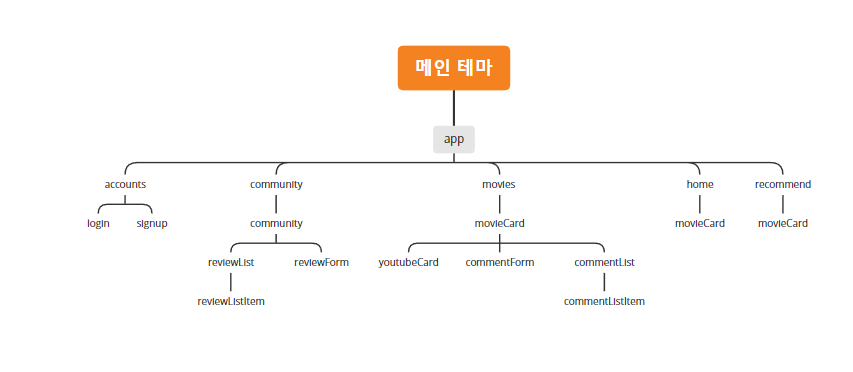 메인 테마
app
accounts
community
movies
home
recommend
login
signup
community
movieCard
movieCard
movieCard
reviewList
reviewForm
youtubeCard
commentForm
commentList
reviewListItem
commentListItem